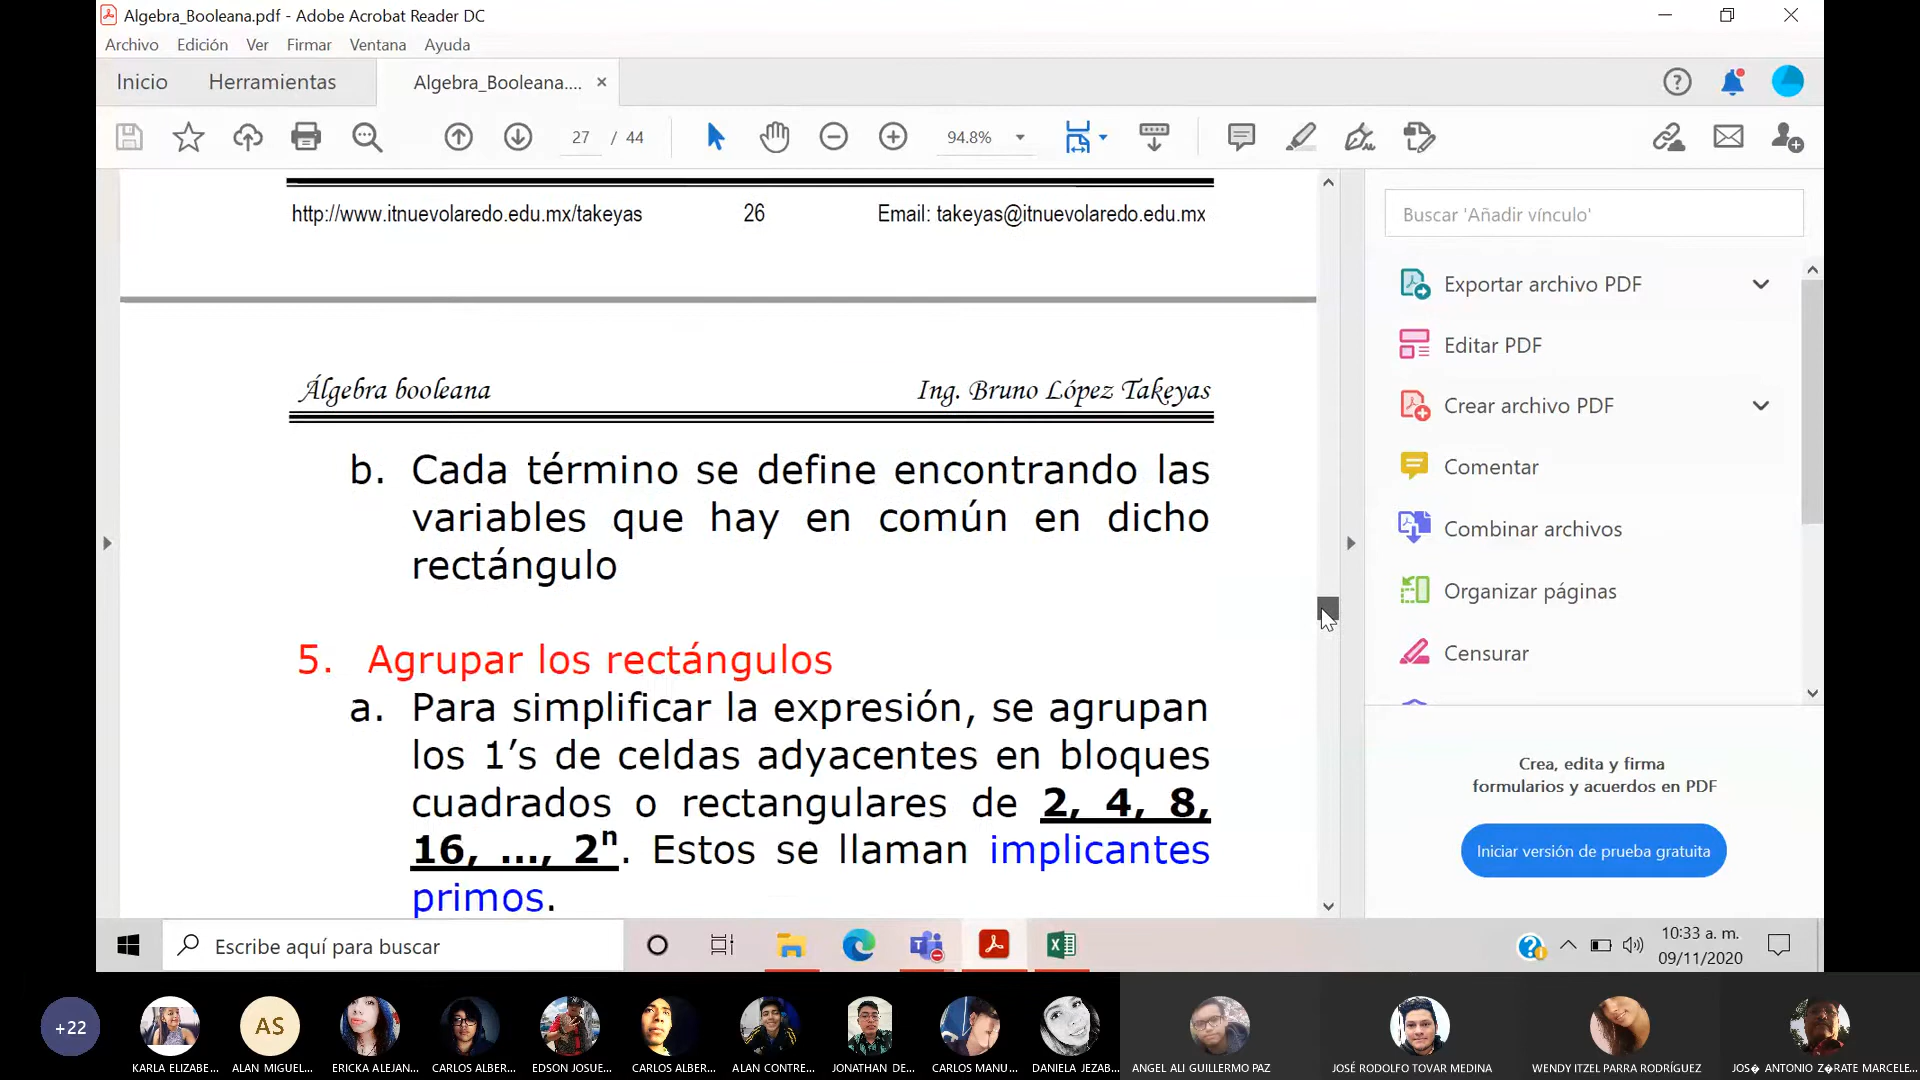 Algebra_Booleana.pdf - Adobe Acrobat Reader DC
Archivo Edición Ver Firmar Ventana Ayuda
Inicio Herramientas Algebra_Booleana.... ×
27 / 44 94.8%
http://www.itnuevolaredo.edu.mx/takeyas 26 Email: takeyas@itnuevolaredo.edu.mx
Álgebra booleana Ing. Bruno López Takeyas
b. Cada término se define encontrando las
variables que hay en común en dicho
rectángulo
5. Agrupar los rectángulos
a. Para simplificar la expresión, se agrupan
los 1’s de celdas adyacentes en bloques
cuadrados o rectangulares de 2, 4, 8,
16, …, 2ⁿ. Estos se llaman implicantes
primos.
Buscar 'Añadir vínculo'
Exportar archivo PDF
Editar PDF
Crear archivo PDF
Comentar
Combinar archivos
Organizar páginas
Censurar
Crea, edita y firma
formularios y acuerdos en PDF
Iniciar versión de prueba gratuita
Escribe aquí para buscar
10:33 a. m.
09/11/2020
+22
AS
KARLA ELIZABE... ALAN MIGUEL... ERICKA ALEJAN... CARLOS ALBER... EDSON JOSUE... CARLOS ALBER... ALAN CONTRE... JONATHAN DE... CARLOS MANU... DANIELA JEZAB... ANGEL ALI GUILLERMO PAZ JOSÉ RODOLFO TOVAR MEDINA WENDY ITZEL PARRA RODRÍGUEZ JOS� ANTONIO Z�RATE MARCELE...